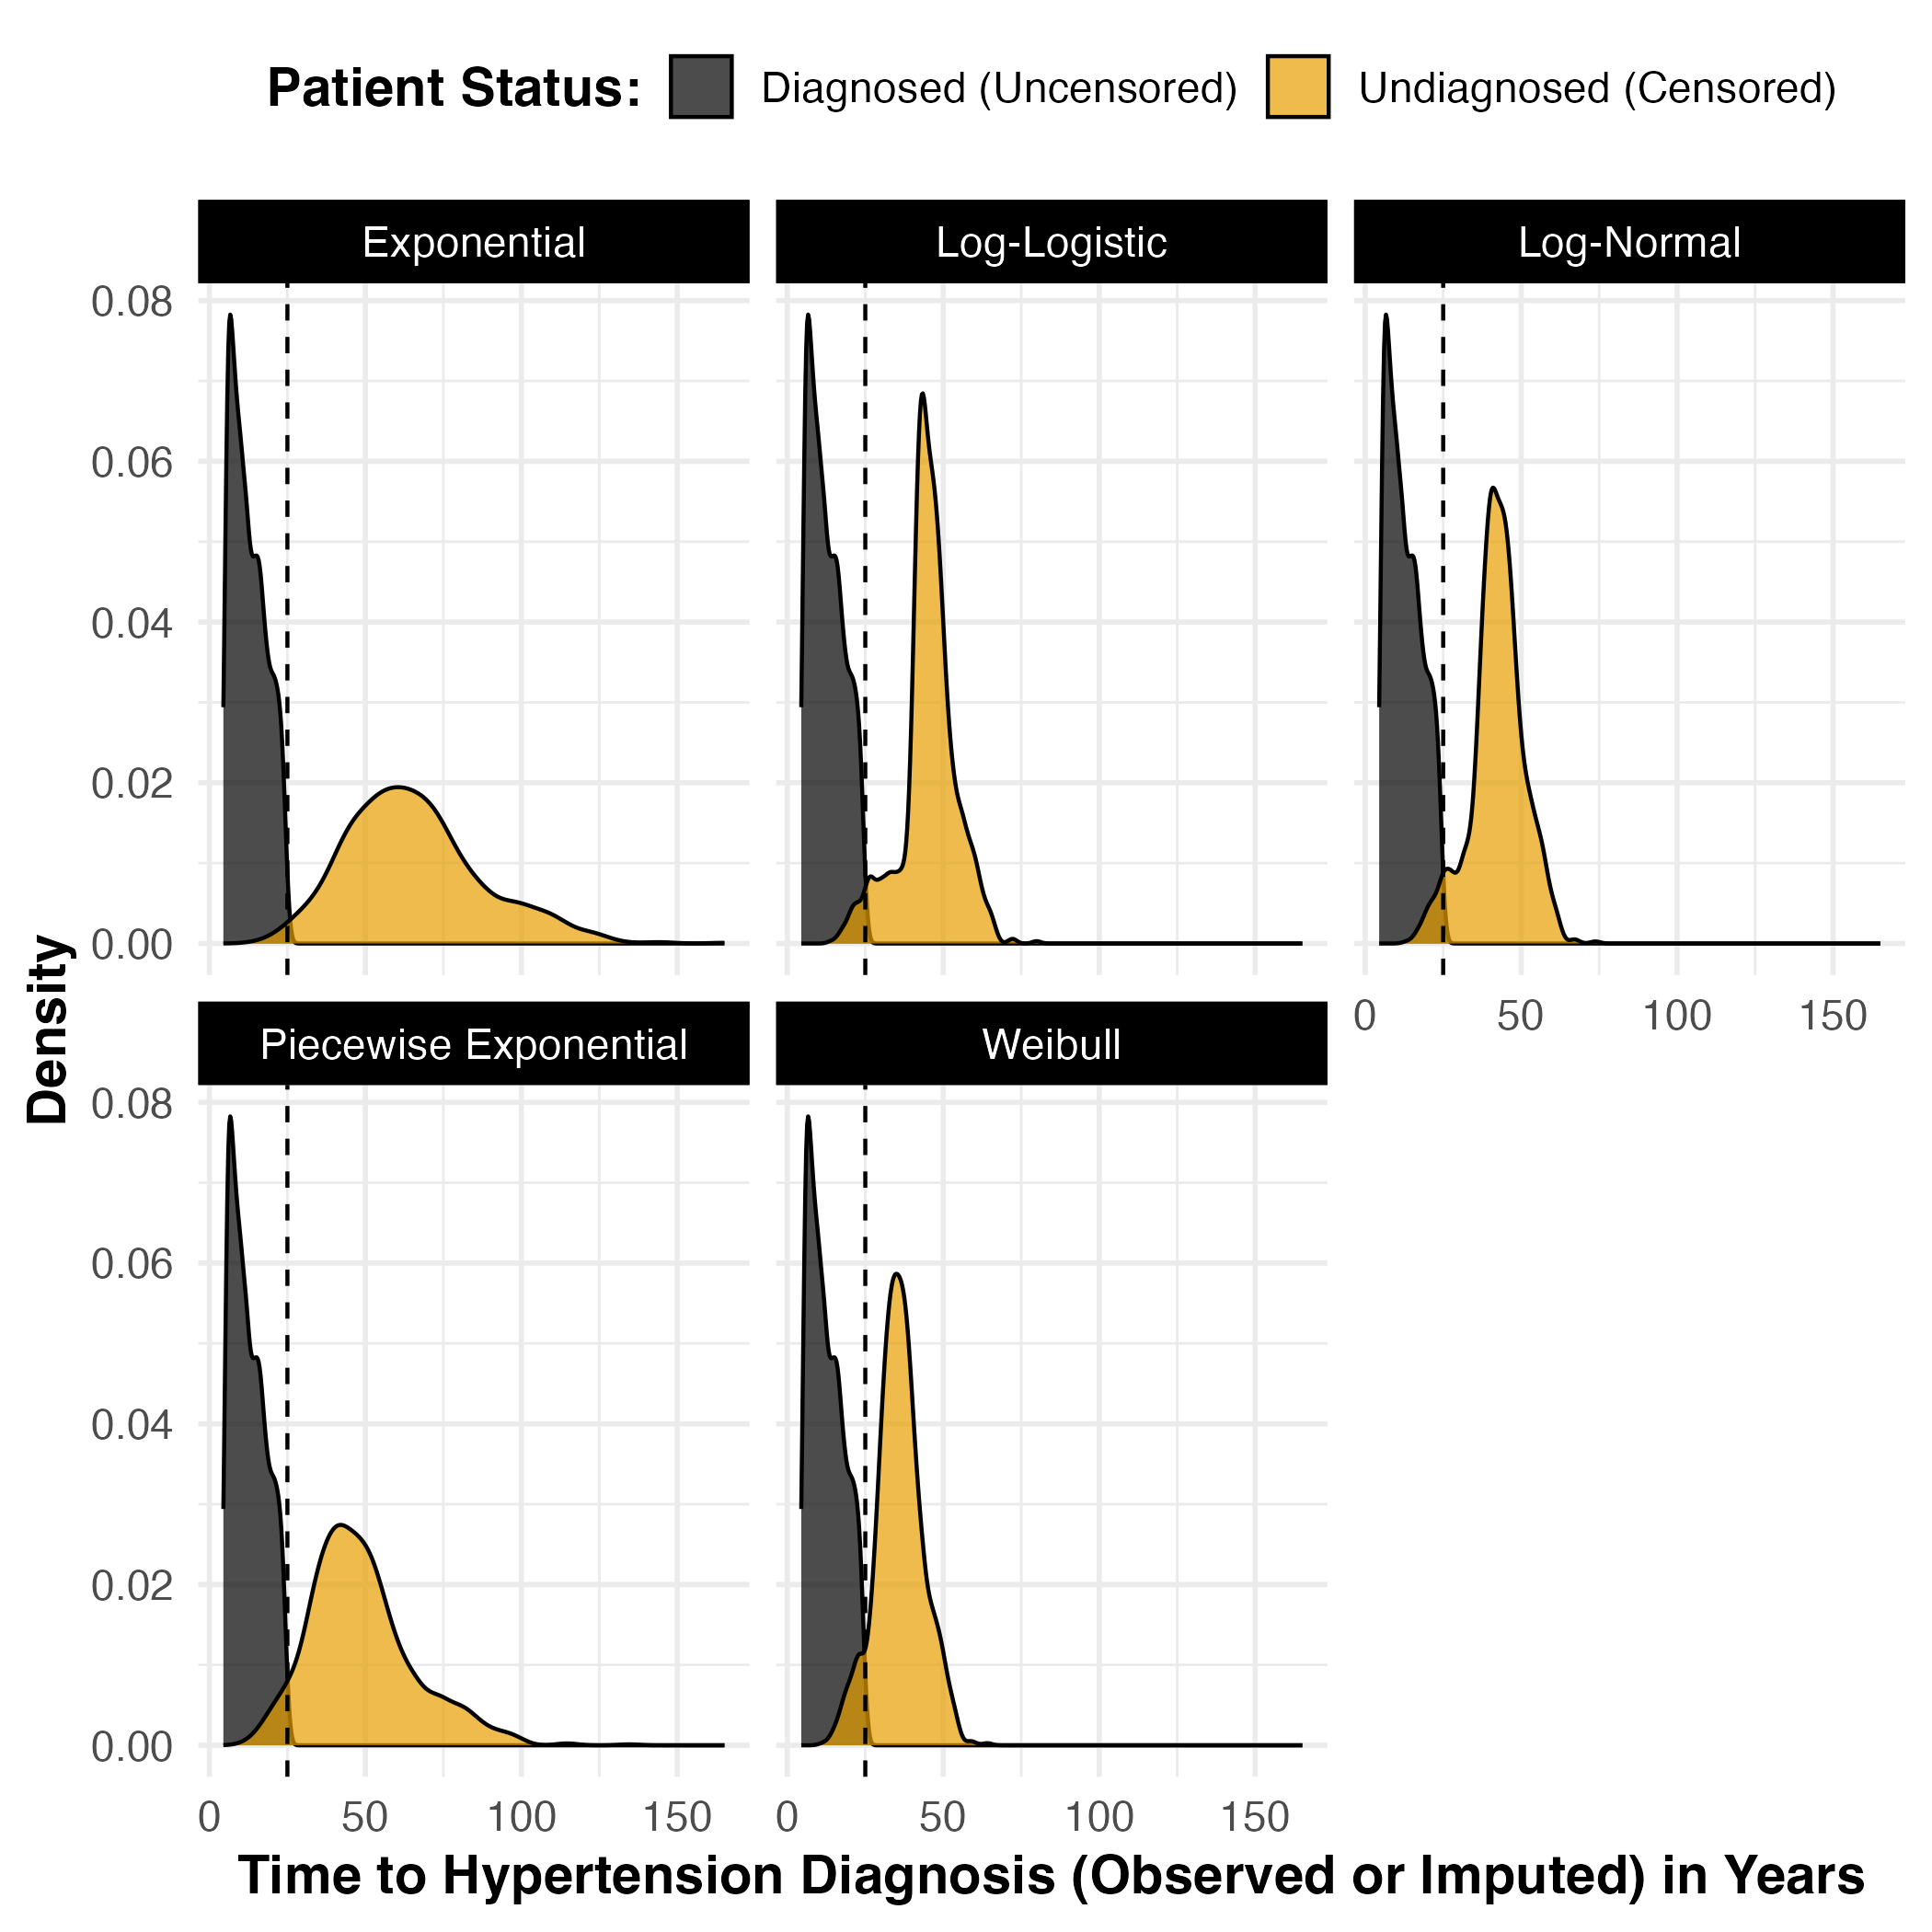 Patient Status: Diagnosed (Uncensored) Undiagnosed (Censored)
Exponential Log-Logistic Log-Normal
0.08
0.06
0.04
0.02
0.00
0 50 100 150
Piecewise Exponential Weibull
0.08
0.06
0.04
0.02
0.00
0 50 100 150 0 50 100 150
Density
Time to Hypertension Diagnosis (Observed or Imputed) in Years